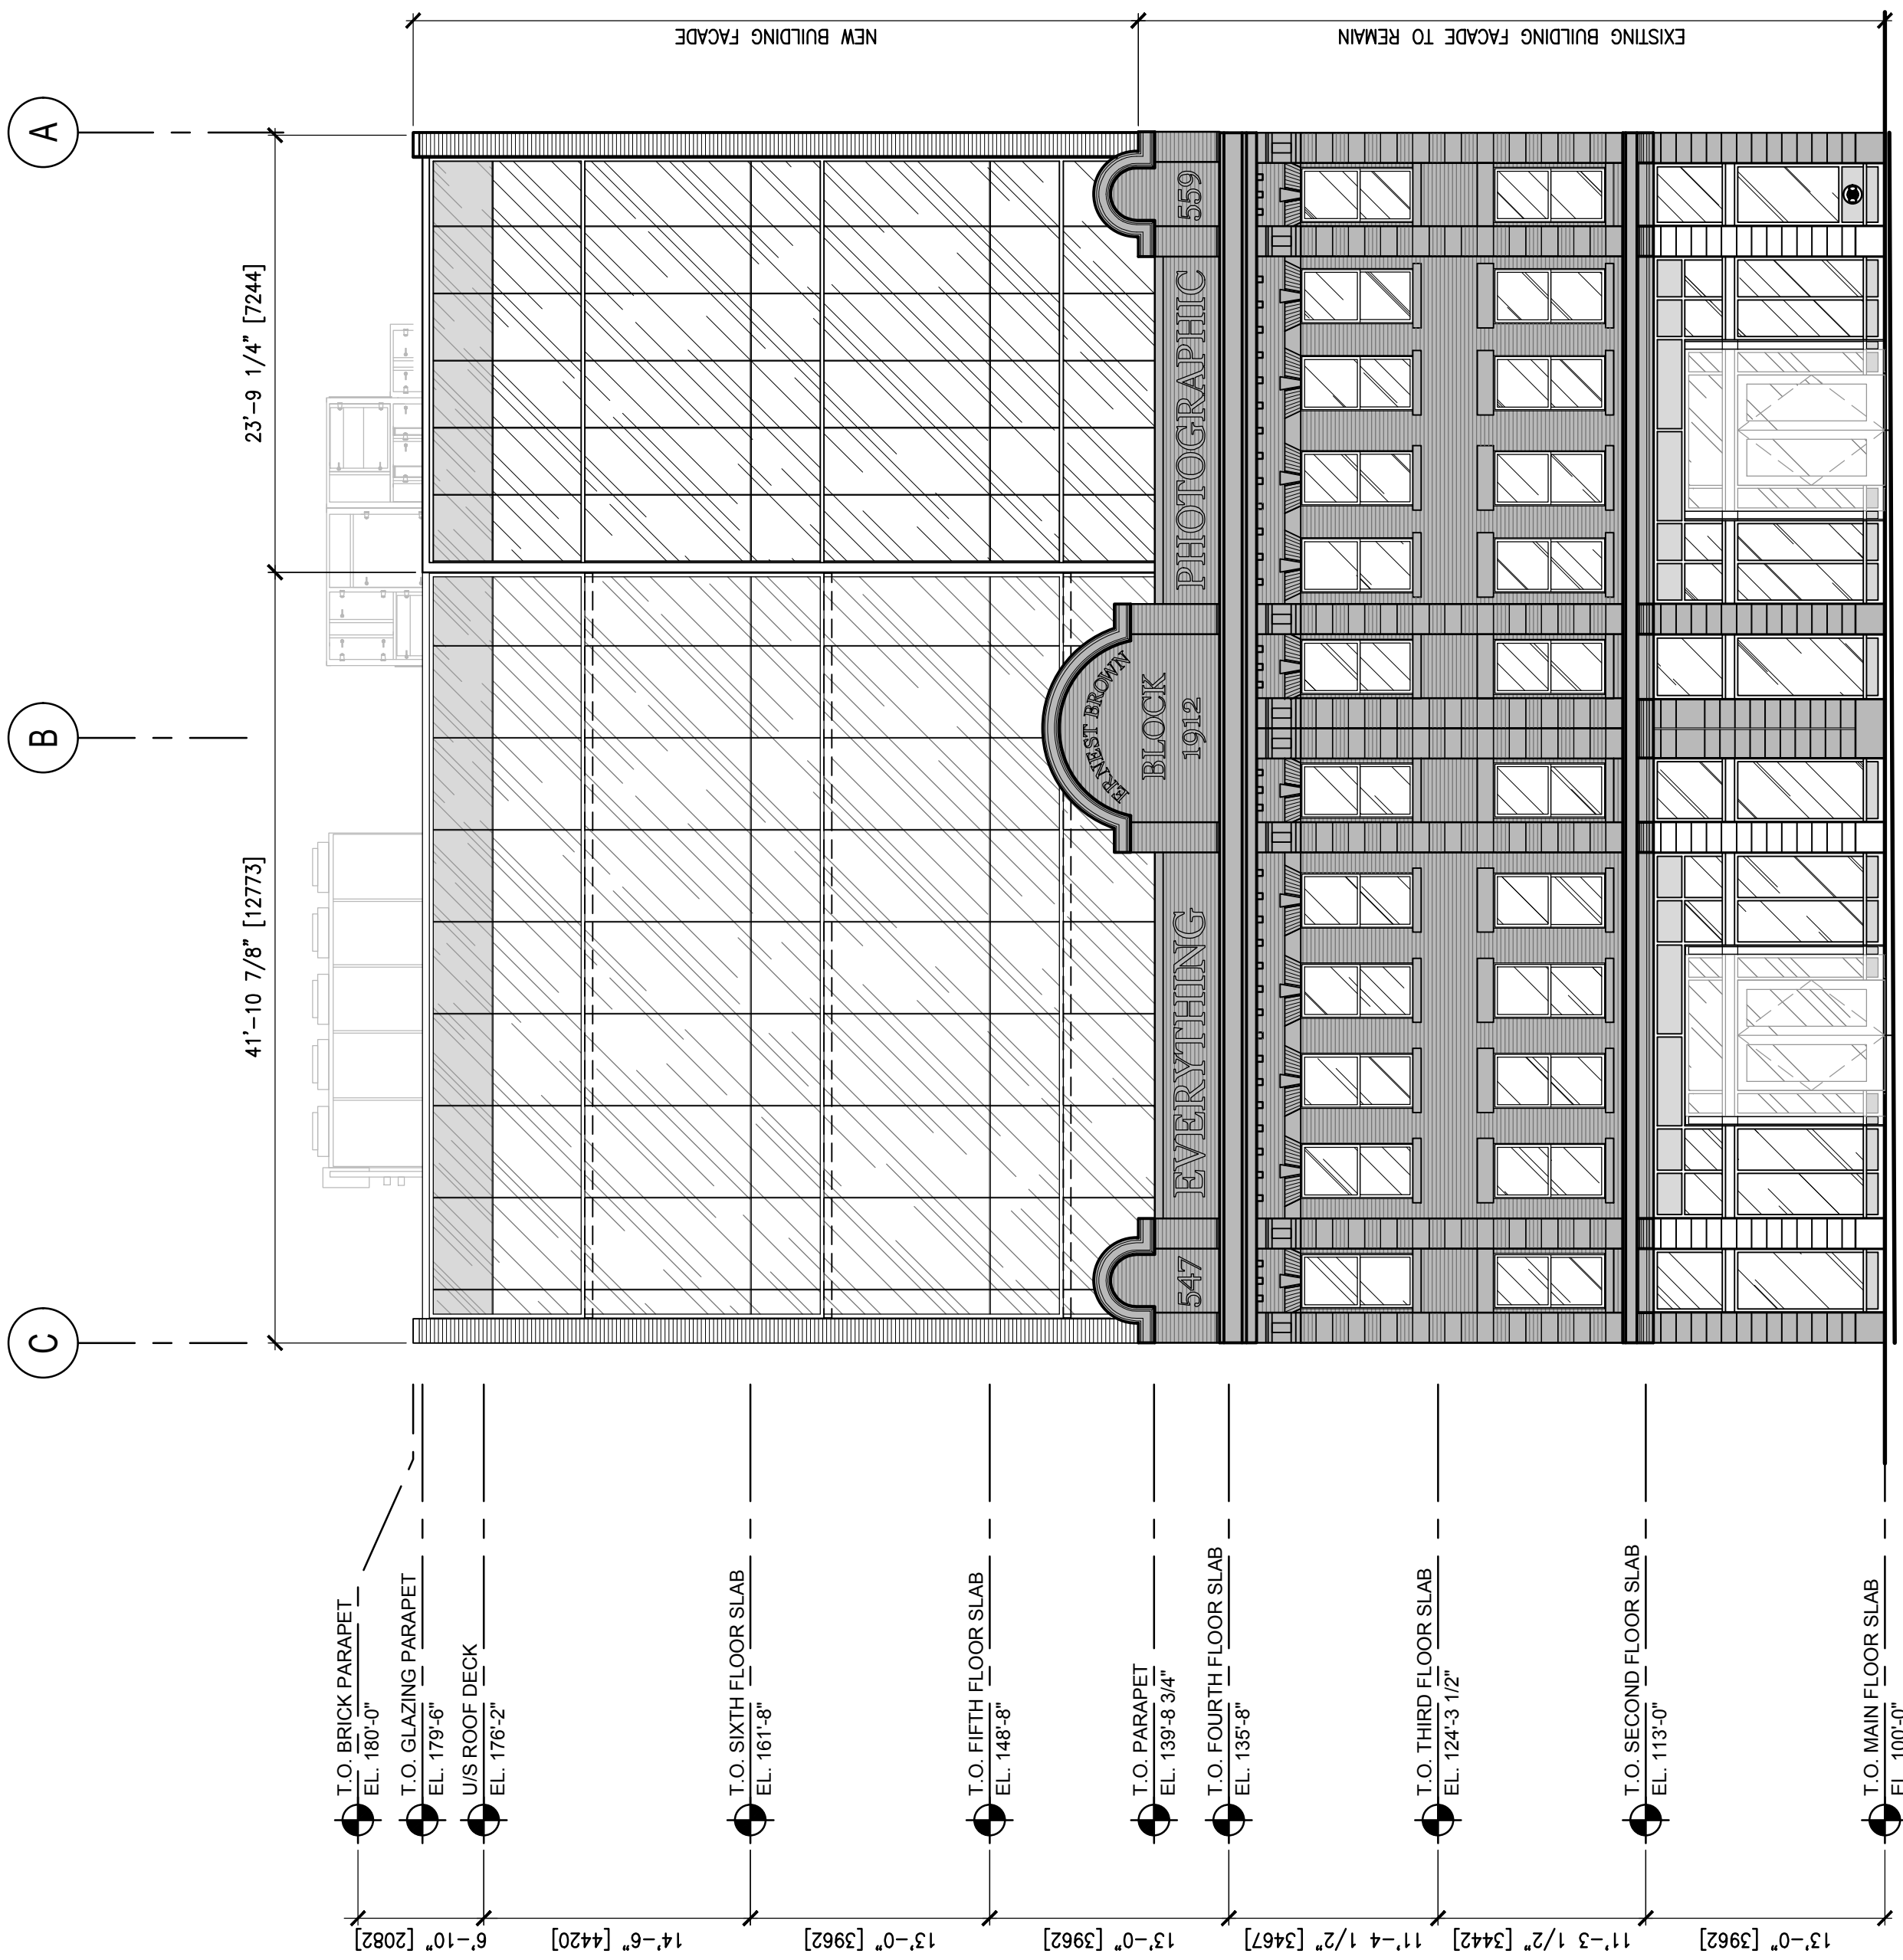 C
B
A
41'-10 7/8" [12773]
23'-9 1/4" [7244]
NEW BUILDING FACADE
EXISTING BUILDING FACADE TO REMAIN
T.O. BRICK PARAPET
EL. 180'-0"
T.O. GLAZING PARAPET
EL. 179'-6"
U/S ROOF DECK
EL. 176'-2"
T.O. SIXTH FLOOR SLAB
EL. 161'-8"
T.O. FIFTH FLOOR SLAB
EL. 148'-8"
T.O. PARAPET
EL. 139'-8 3/4"
T.O. FOURTH FLOOR SLAB
EL. 135'-8"
T.O. THIRD FLOOR SLAB
EL. 124'-3 1/2"
T.O. SECOND FLOOR SLAB
EL. 113'-0"
T.O. MAIN FLOOR SLAB
EL. 100'-0"
6'-10" [2082]
14'-6" [4420]
13'-0" [3962]
13'-0" [3962]
11'-4 1/2" [3467]
11'-3 1/2" [3442]
13'-0" [3962]
ERNEST BROWN
BLOCK
1912
547
EVERYTHING
PHOTOGRAPHIC
559